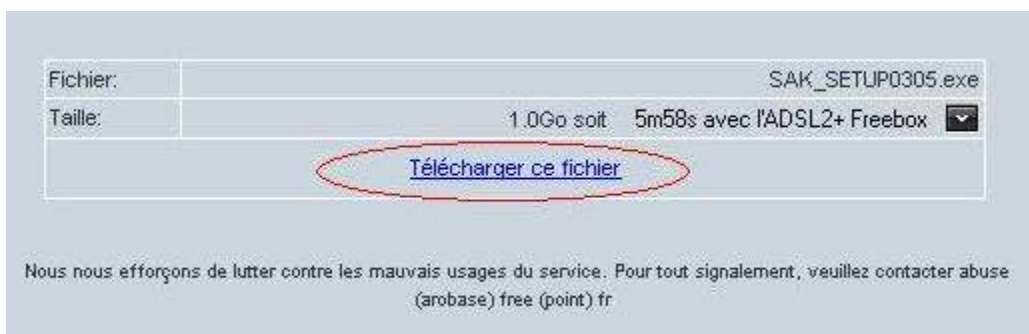 Fichier: SAK_SETUP0305.exe
Taille: 1.0Go soit 5m58s avec l'ADSL2+ Freebox
Télécharger ce fichier
Nous nous efforçons de lutter contre les mauvais usages du service. Pour tout signalement, veuillez contacter abuse
(arobase) free (point) fr